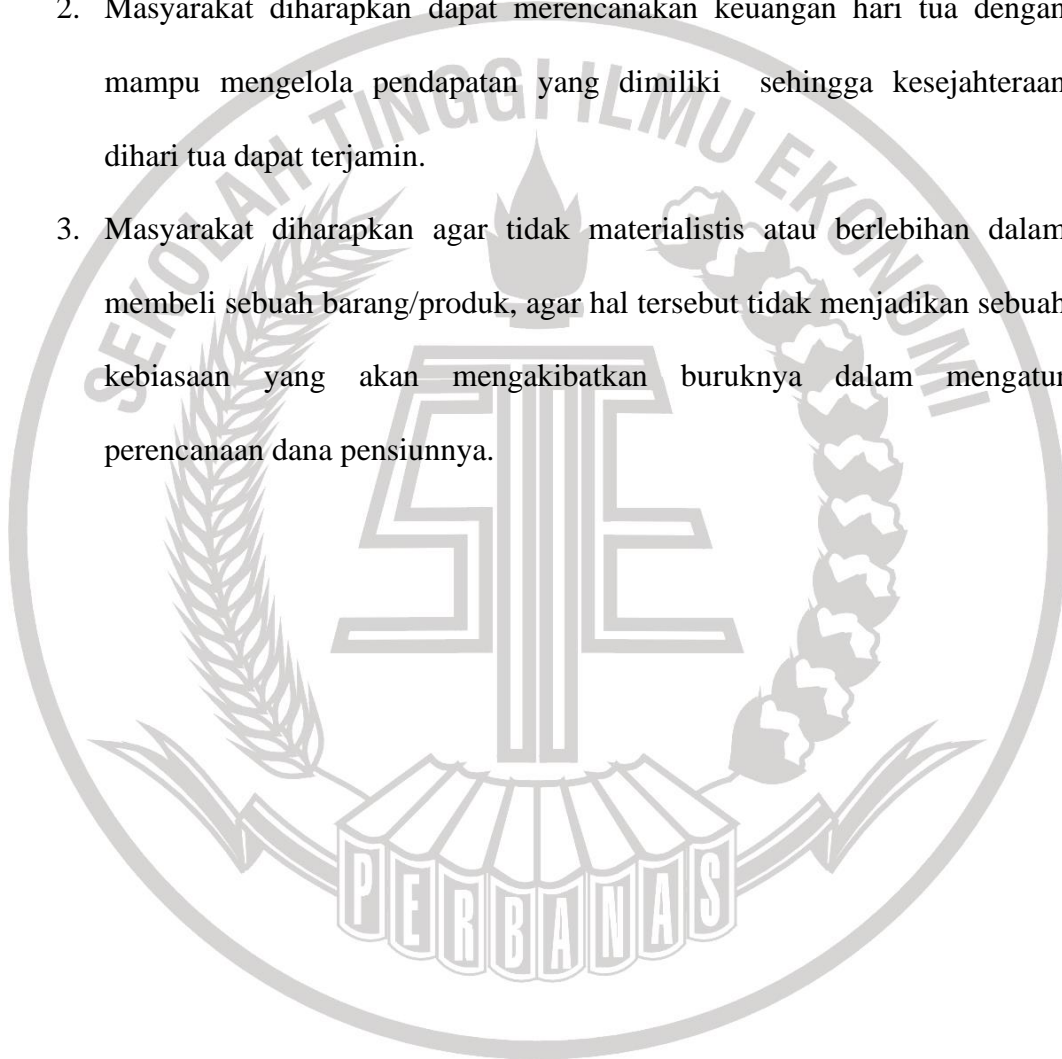 2. Masyarakat diharapkan dapat merencanakan keuangan hari tua dengan
mampu mengelola pendapatan yang dimiliki sehingga kesejahteraan
dihari tua dapat terjamin.
3. Masyarakat diharapkan agar tidak materialistis atau berlebihan dalam
membeli sebuah barang/produk, agar hal tersebut tidak menjadikan sebuah
kebiasaan yang akan mengakibatkan buruknya dalam mengatur
perencanaan dana pensiunnya.
SEKOLAH TINGGI ILMU EKONOMI
STIE
PERBANAS